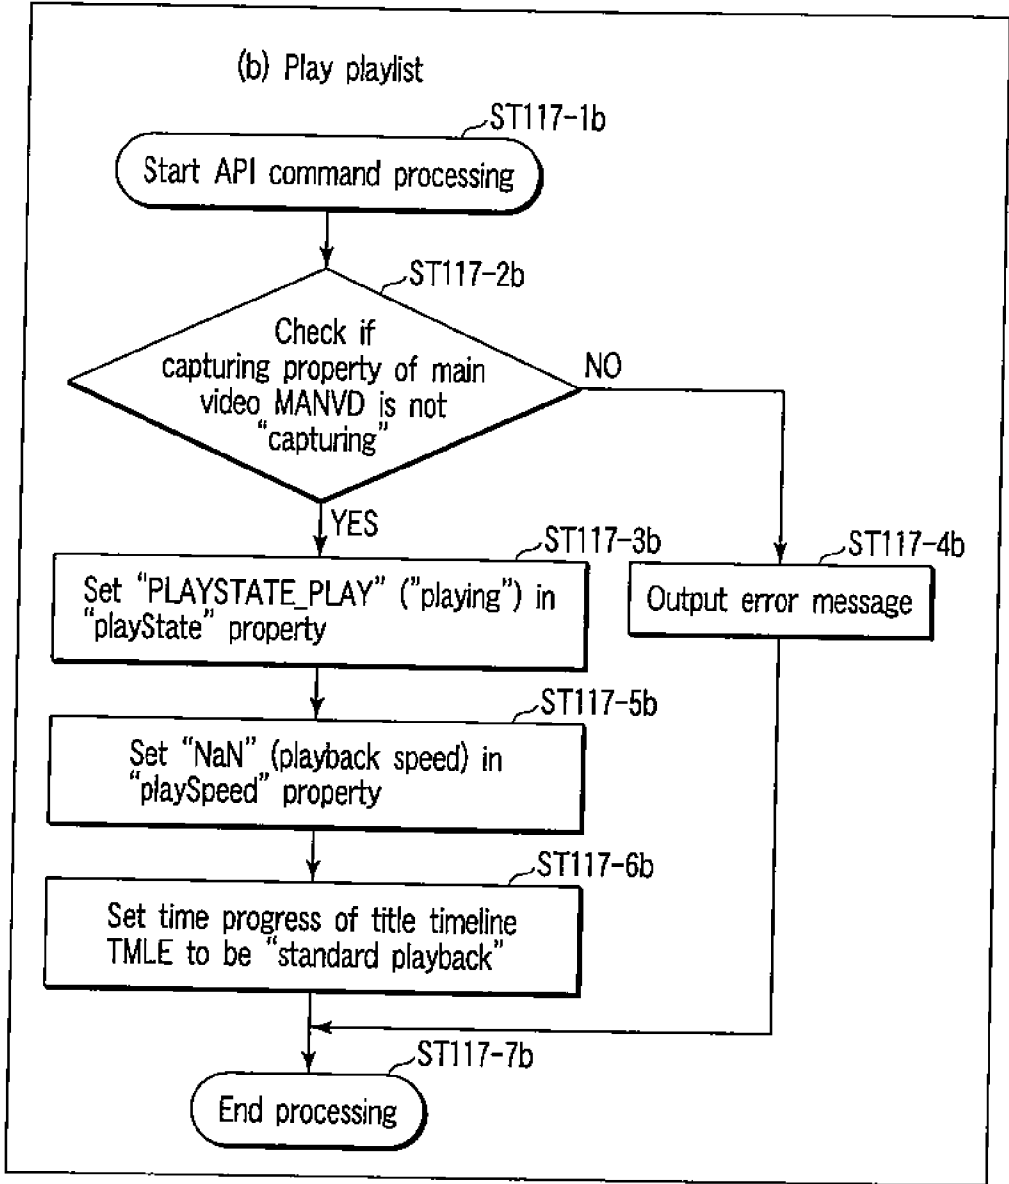 (b) Play playlist
ST117-1b
Start API command processing
ST117-2b
Check if
capturing property of main
video MANVD is not
“capturing”
NO
YES
ST117-3b
Set “PLAYSTATE_PLAY” ("playing") in
“playState” property
ST117-4b
Output error message
ST117-5b
Set “NaN” (playback speed) in
“playSpeed” property
ST117-6b
Set time progress of title timeline
TMLE to be “standard playback”
ST117-7b
End processing